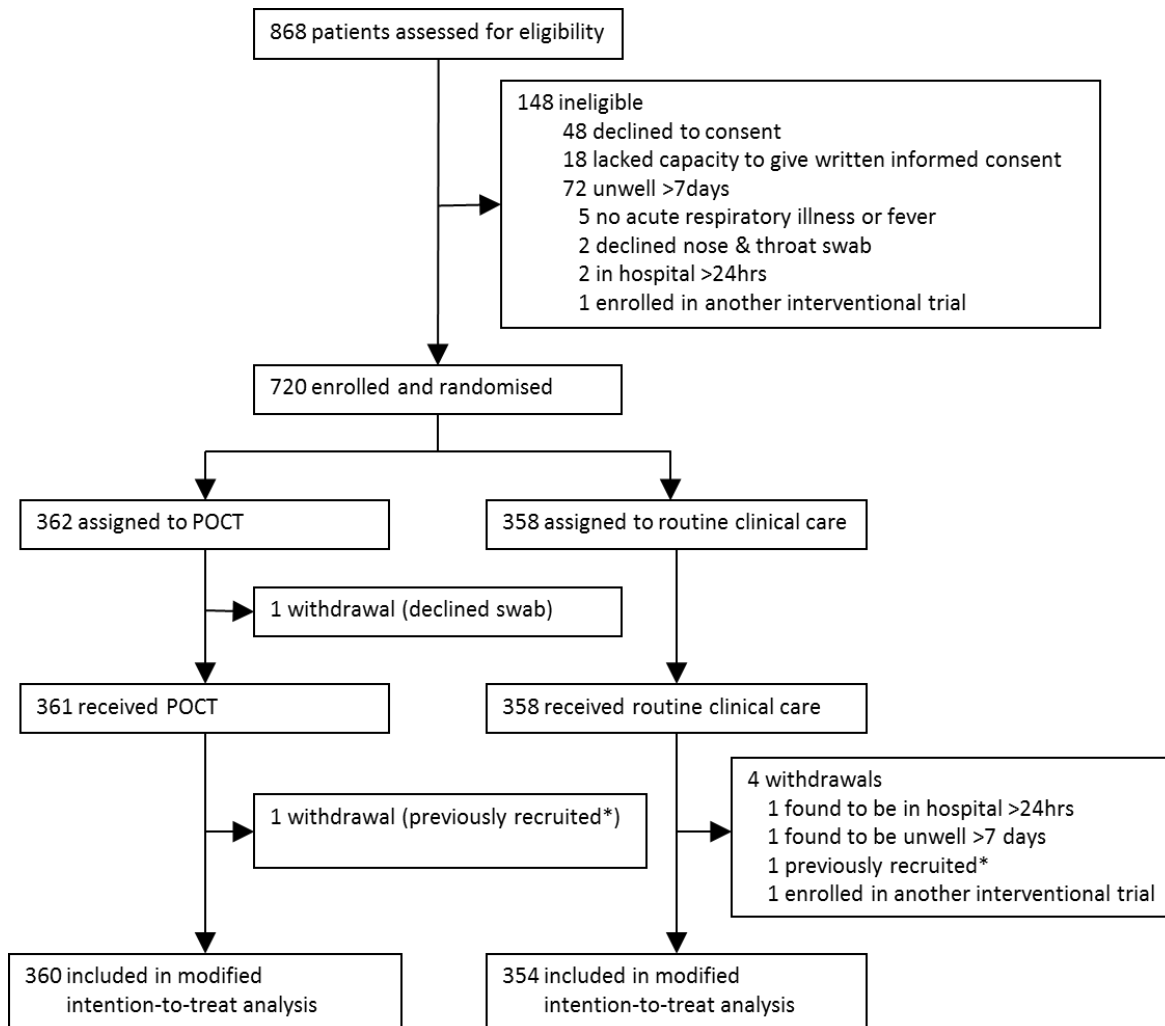 868 patients assessed for eligibility
148 ineligible
48 declined to consent
18 lacked capacity to give written informed consent
72 unwell >7days
5 no acute respiratory illness or fever
2 declined nose & throat swab
2 in hospital >24hrs
1 enrolled in another interventional trial
720 enrolled and randomised
362 assigned to POCT
358 assigned to routine clinical care
1 withdrawal (declined swab)
361 received POCT
358 received routine clinical care
1 withdrawal (previously recruited*)
4 withdrawals
1 found to be in hospital >24hrs
1 found to be unwell >7 days
1 previously recruited*
1 enrolled in another interventional trial
360 included in modified
intention-to-treat analysis
354 included in modified
intention-to-treat analysis